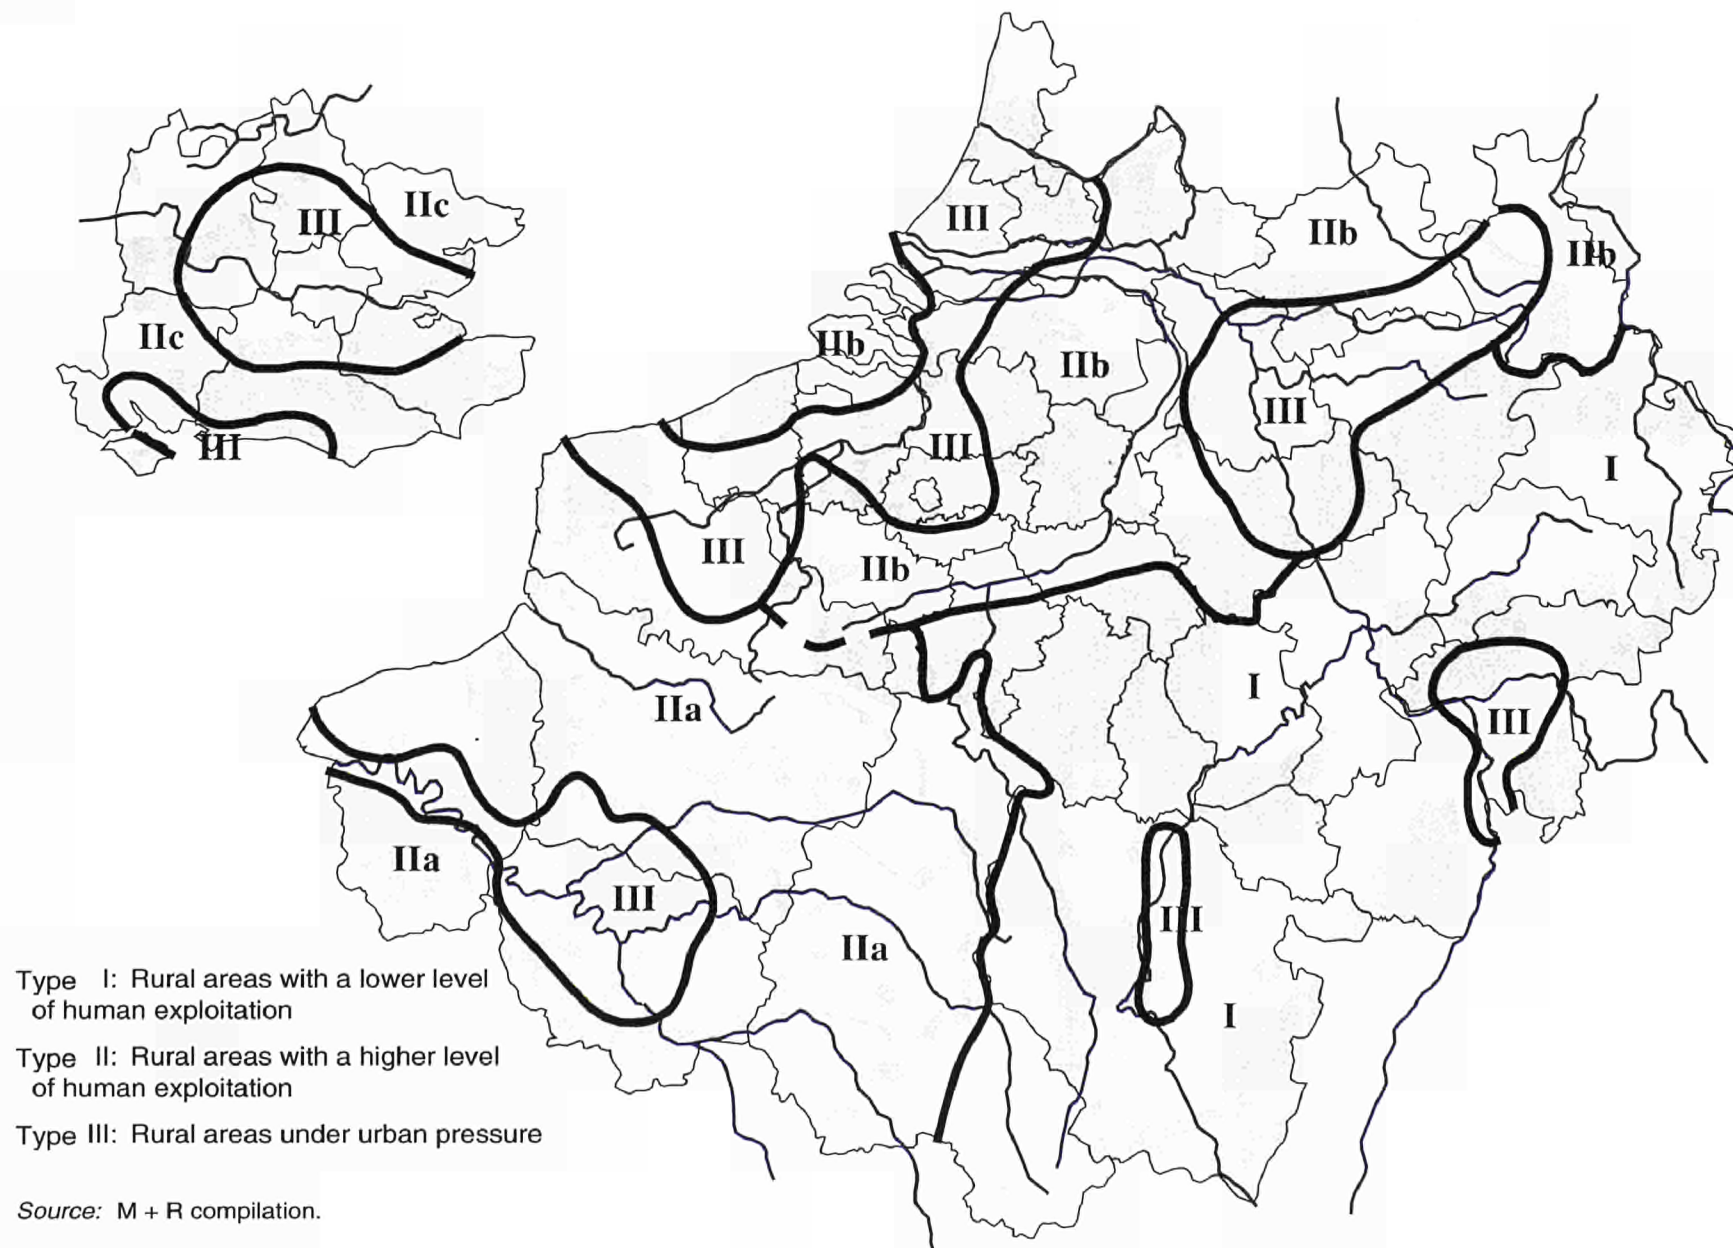 III
IIc
III
IIb
IIb
IIc
IIb
IIb
III
III
III
I
III
IIb
I
IIa
III
IIa
III
III
IIa
I
III
Type I: Rural areas with a lower level
of human exploitation
Type II: Rural areas with a higher level
of human exploitation
Type III: Rural areas under urban pressure
Source: M + R compilation.